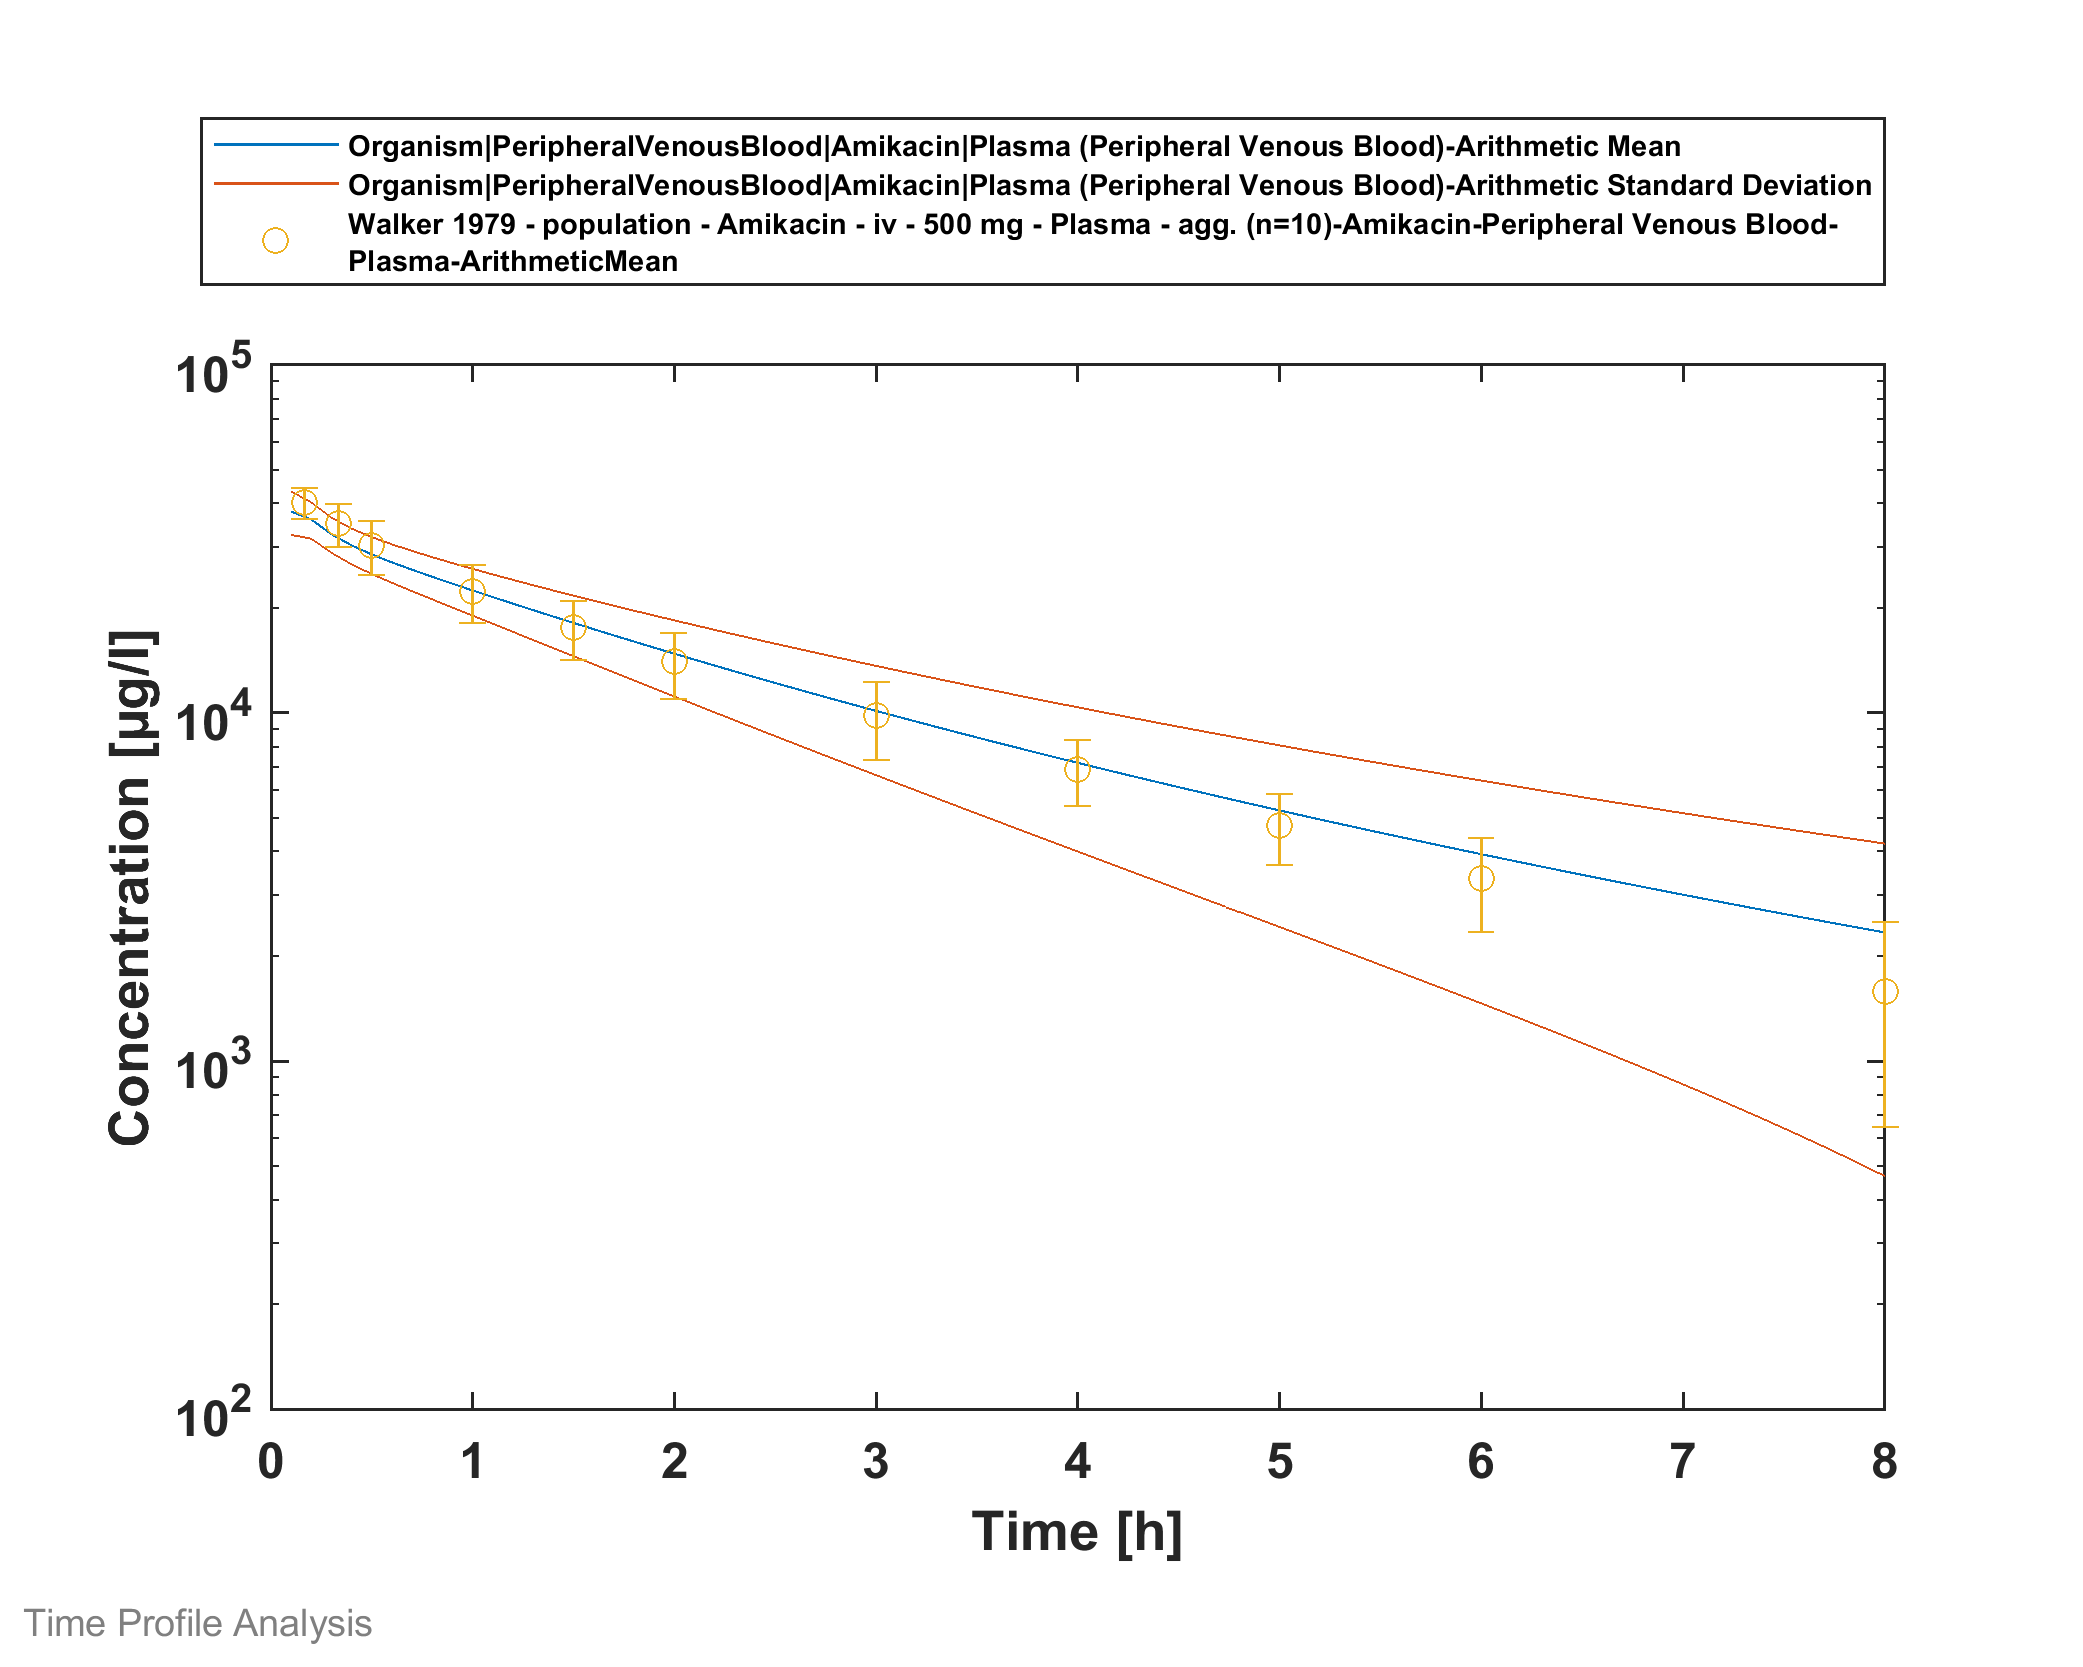 Organism|PeripheralVenousBlood|Amikacin|Plasma (Peripheral Venous Blood)-Arithmetic Mean
Organism|PeripheralVenousBlood|Amikacin|Plasma (Peripheral Venous Blood)-Arithmetic Standard Deviation
Walker 1979 - population - Amikacin - iv - 500 mg - Plasma - agg. (n=10)-Amikacin-Peripheral Venous Blood-
Plasma-ArithmeticMean
10^5
10^4
10^3
10^2
Concentration [µg/l]
0 1 2 3 4 5 6 7 8
Time [h]
Time Profile Analysis